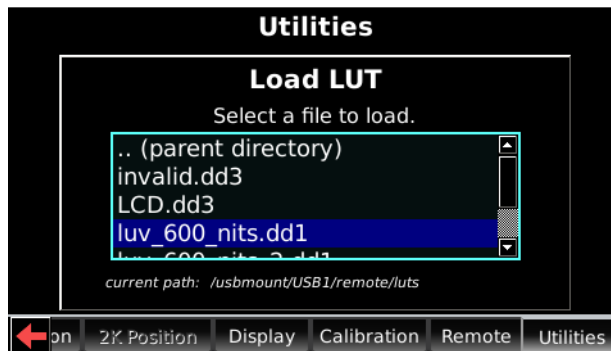 Utilities
Load LUT
Select a file to load.
.. (parent directory)
invalid.dd3
LCD.dd3
luv_600_nits.dd1
current path: /usbmount/USB1/remote/luts
on 2K Position Display Calibration Remote Utilities